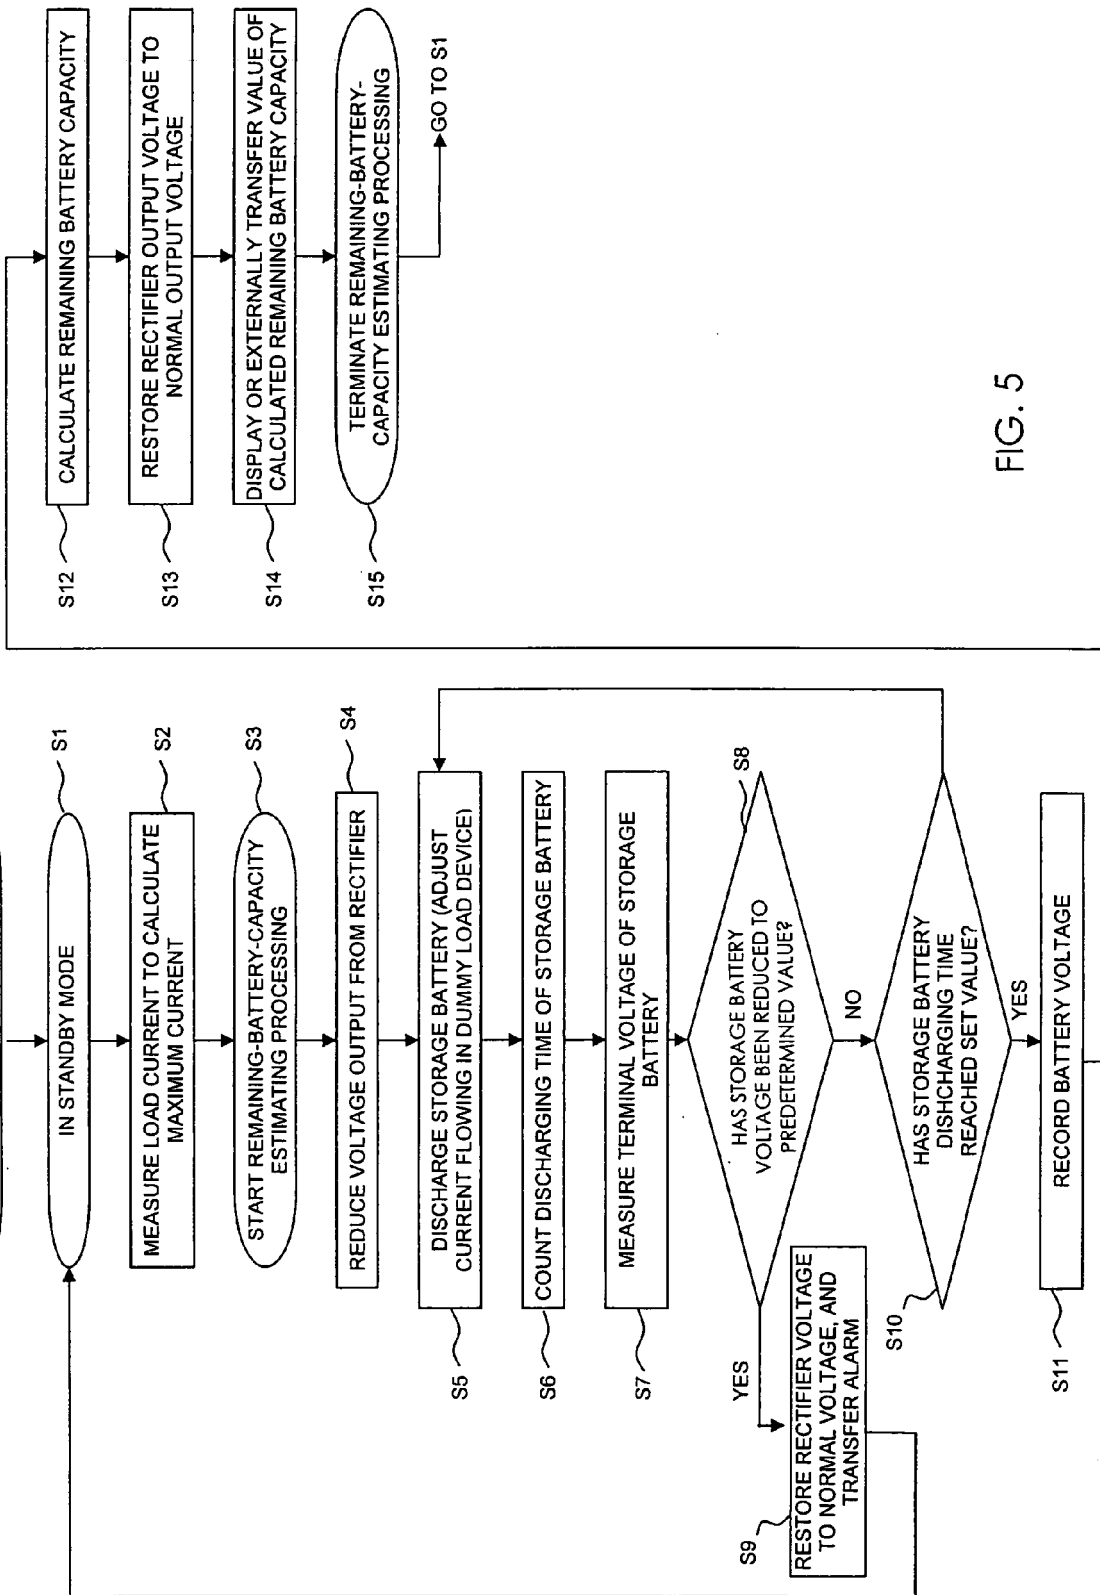 S1
IN STANDBY MODE
S2
MEASURE LOAD CURRENT TO CALCULATE
MAXIMUM CURRENT
S3
START REMAINING-BATTERY-CAPACITY
ESTIMATING PROCESSING
S4
REDUCE VOLTAGE OUTPUT FROM RECTIFIER
S5
DISCHARGE STORAGE BATTERY (ADJUST
CURRENT FLOWING IN DUMMY LOAD DEVICE)
S6
COUNT DISCHARGING TIME OF STORAGE BATTERY
S7
MEASURE TERMINAL VOLTAGE OF STORAGE
BATTERY
S8
HAS STORAGE BATTERY
VOLTAGE BEEN REDUCED TO
PREDETERMINED VALUE?
YES
NO
S9
RESTORE RECTIFIER VOLTAGE
TO NORMAL VOLTAGE, AND
TRANSFER ALARM
S10
HAS STORAGE BATTERY
DISHCHARGING TIME
REACHED SET VALUE?
YES
S11
RECORD BATTERY VOLTAGE
S12
CALCULATE REMAINING BATTERY CAPACITY
S13
RESTORE RECTIFIER OUTPUT VOLTAGE TO
NORMAL OUTPUT VOLTAGE
S14
DISPLAY OR EXTERNALLY TRANSFER VALUE OF
CALCULATED REMAINING BATTERY CAPACITY
S15
TERMINATE REMAINING-BATTERY-
CAPACITY ESTIMATING PROCESSING
GO TO S1
FIG. 5